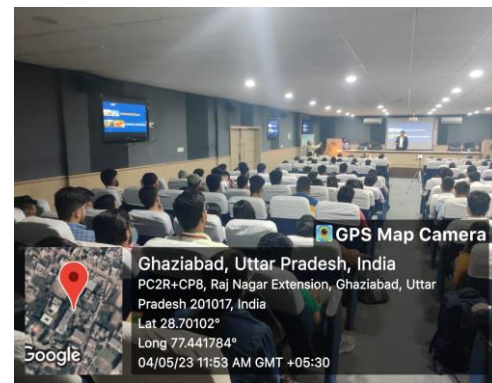 GPS Map Camera
Ghaziabad, Uttar Pradesh, India
PC2R+CP8, Raj Nagar Extension, Ghaziabad, Uttar
Pradesh 201017, India
Lat 28.70102°
Long 77.441784°
04/05/23 11:53 AM GMT +05:30
Google